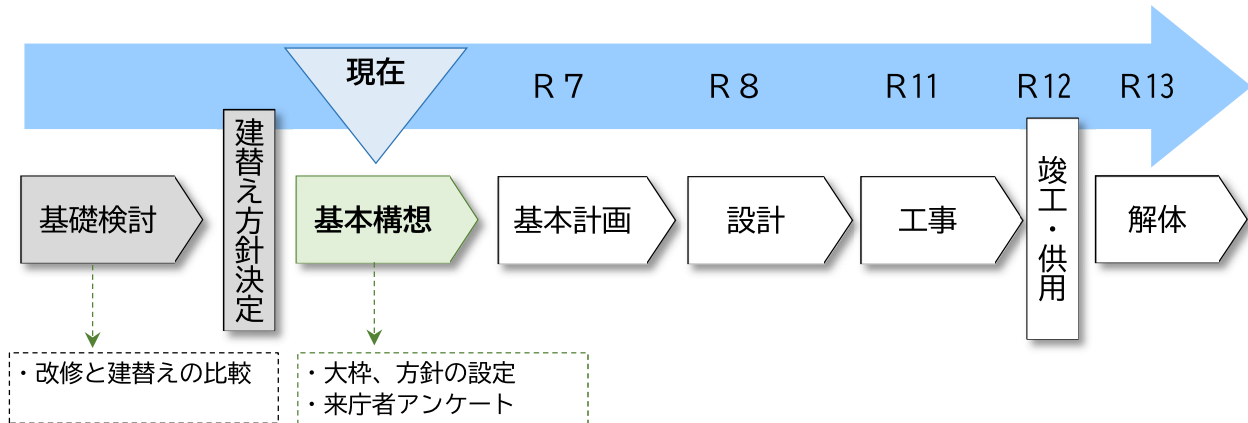 現在
R7
R8
R11
R12
R13
基礎検討
建替え方針決定
基本構想
基本計画
設計
工事
竣工・供用
解体
・改修と建替えの比較
・大枠、方針の設定
・来庁者アンケート